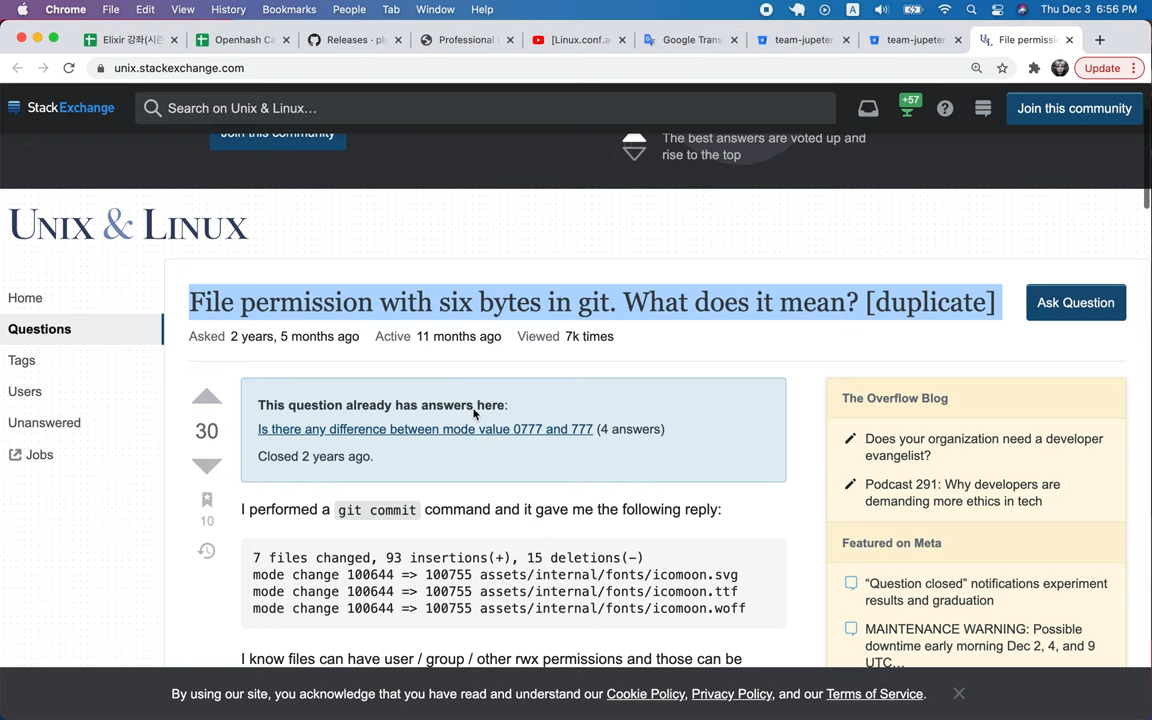 Chrome File Edit View History Bookmarks People Tab Window Help A Thu Dec 3 6:56 PM
Elixir 강좌(시즌 Openhash Ca Releases · plu Professional [Linux.conf.a Google Trans team-jupeter team-jupeter File permissi
unix.stackexchange.com Update
StackExchange Search on Unix & Linux... +57 Join this community
Join this community
The best answers are voted up and
rise to the top
UNIX & LINUX
Home
Questions
Tags
Users
Unanswered
Jobs
File permission with six bytes in git. What does it mean? [duplicate]
Ask Question
Asked 2 years, 5 months ago Active 11 months ago Viewed 7k times
30
10
This question already has answers here:
Is there any difference between mode value 0777 and 777 (4 answers)
Closed 2 years ago.
I performed a git commit command and it gave me the following reply:
7 files changed, 93 insertions(+), 15 deletions(-)
mode change 100644 => 100755 assets/internal/fonts/icomoon.svg
mode change 100644 => 100755 assets/internal/fonts/icomoon.ttf
mode change 100644 => 100755 assets/internal/fonts/icomoon.woff
I know files can have user / group / other rwx permissions and those can be
The Overflow Blog
Does your organization need a developer
evangelist?
Podcast 291: Why developers are
demanding more ethics in tech
Featured on Meta
“Question closed” notifications experiment
results and graduation
MAINTENANCE WARNING: Possible
downtime early morning Dec 2, 4, and 9
UTC...
By using our site, you acknowledge that you have read and understand our Cookie Policy, Privacy Policy, and our Terms of Service.